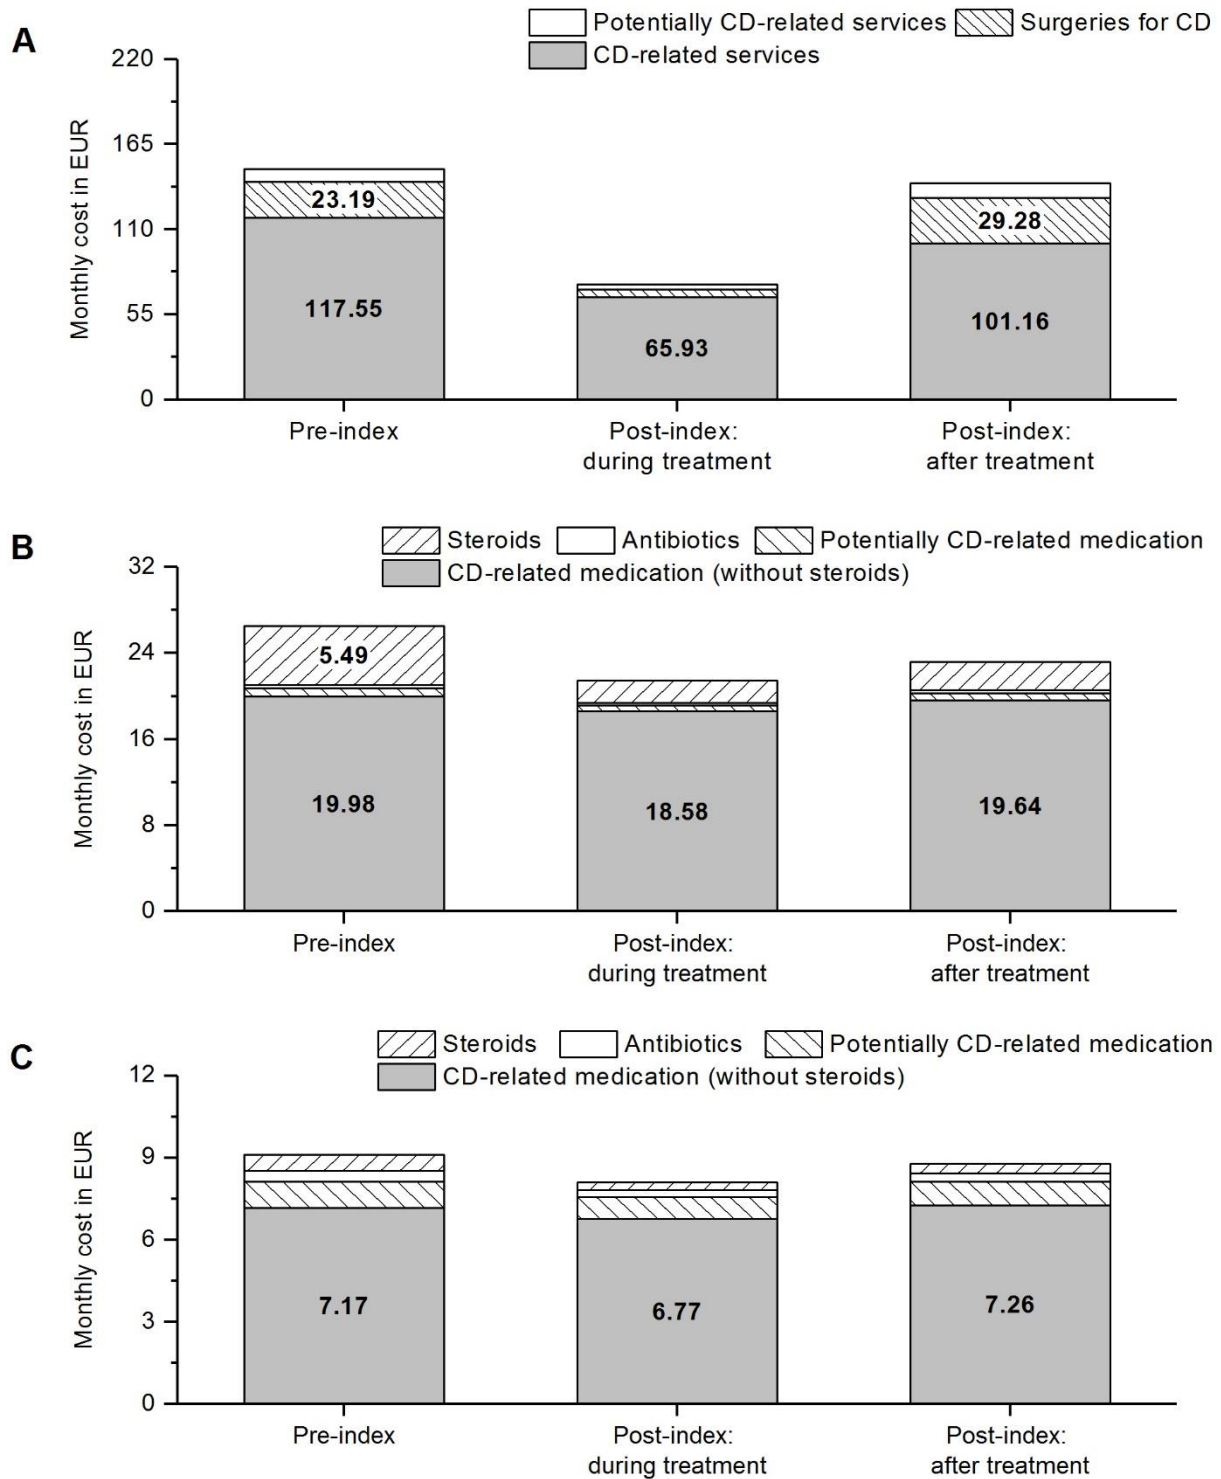 A
Potentially CD-related services Surgeries for CD
CD-related services
Monthly cost in EUR
220
165
110
55
0
23.19
117.55
65.93
29.28
101.16
Pre-index
Post-index:
during treatment
Post-index:
after treatment
B
Steroids Antibiotics Potentially CD-related medication
CD-related medication (without steroids)
Monthly cost in EUR
32
24
16
8
0
5.49
19.98
18.58
19.64
Pre-index
Post-index:
during treatment
Post-index:
after treatment
C
Steroids Antibiotics Potentially CD-related medication
CD-related medication (without steroids)
Monthly cost in EUR
12
9
6
3
0
7.17
6.77
7.26
Pre-index
Post-index:
during treatment
Post-index:
after treatment